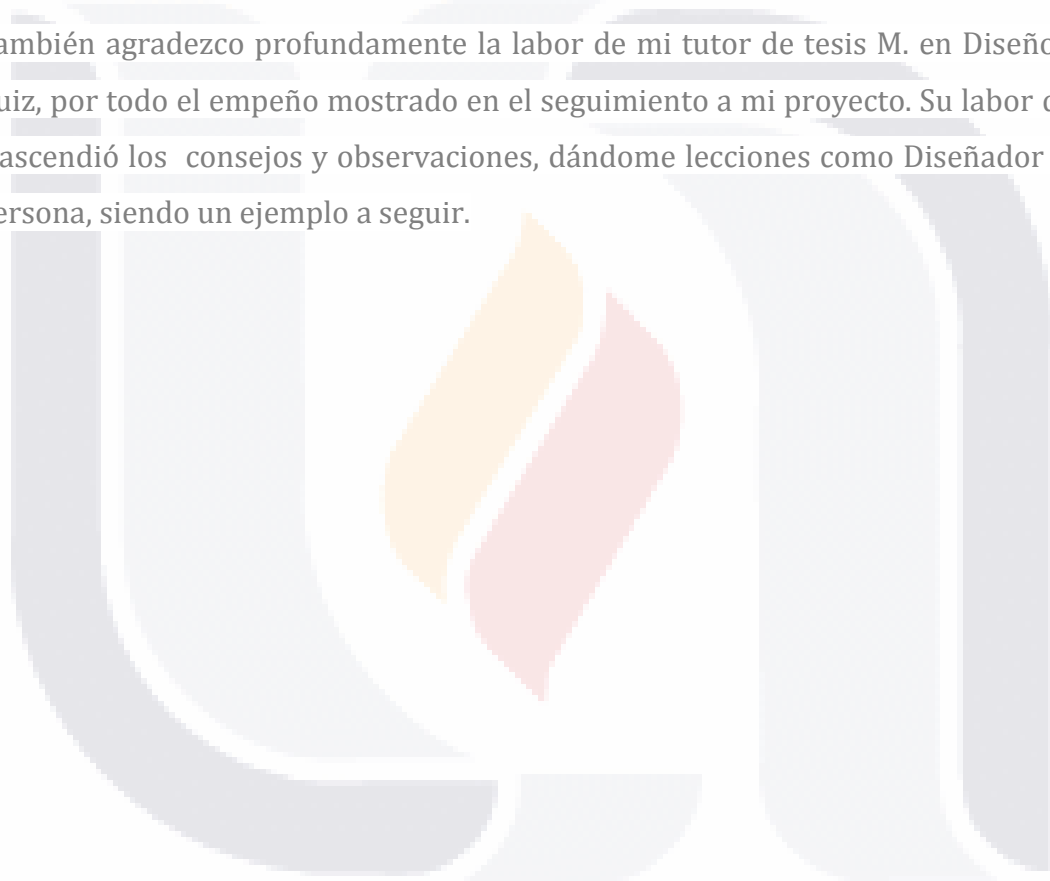 ambién agradezco profundamente la labor de mi tutor de tesis M. en Diseño
uiz, por todo el empeño mostrado en el seguimiento a mi proyecto. Su labor
ascendió los consejos y observaciones, dándome lecciones como Diseñador
ersona, siendo un ejemplo a seguir.